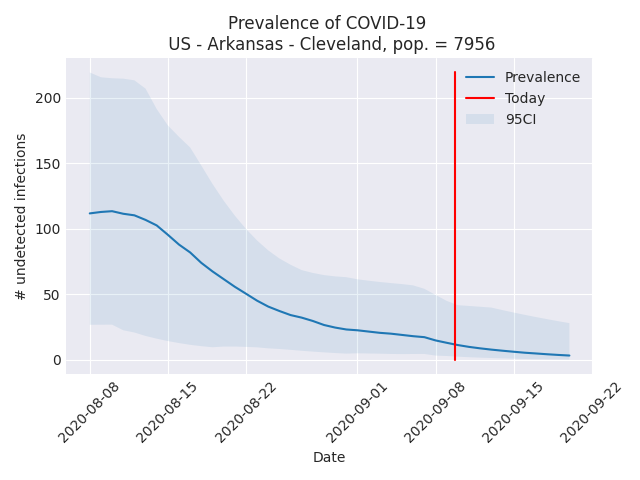 Prevalence of COVID-19
US - Arkansas - Cleveland, pop. = 7956
Prevalence
Today
95CI
# undetected infections
200
150
100
50
0
2020-08-08
2020-08-15
2020-08-22
2020-09-01
2020-09-08
2020-09-15
2020-09-22
Date